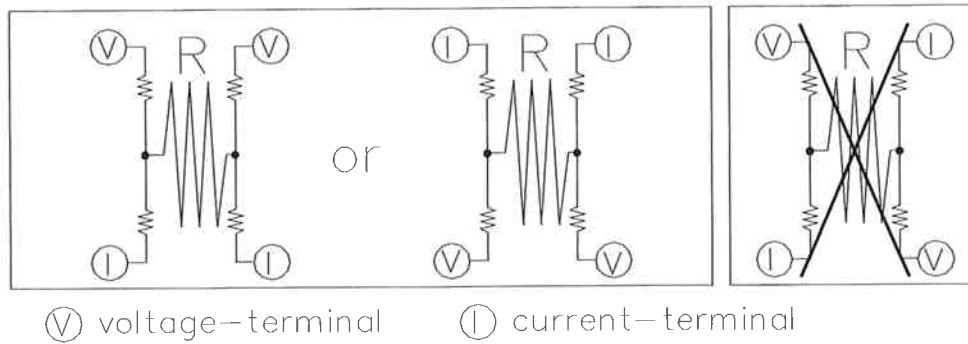 V R V I R I V R I
or
I I V V I V
V voltage-terminal I current-terminal